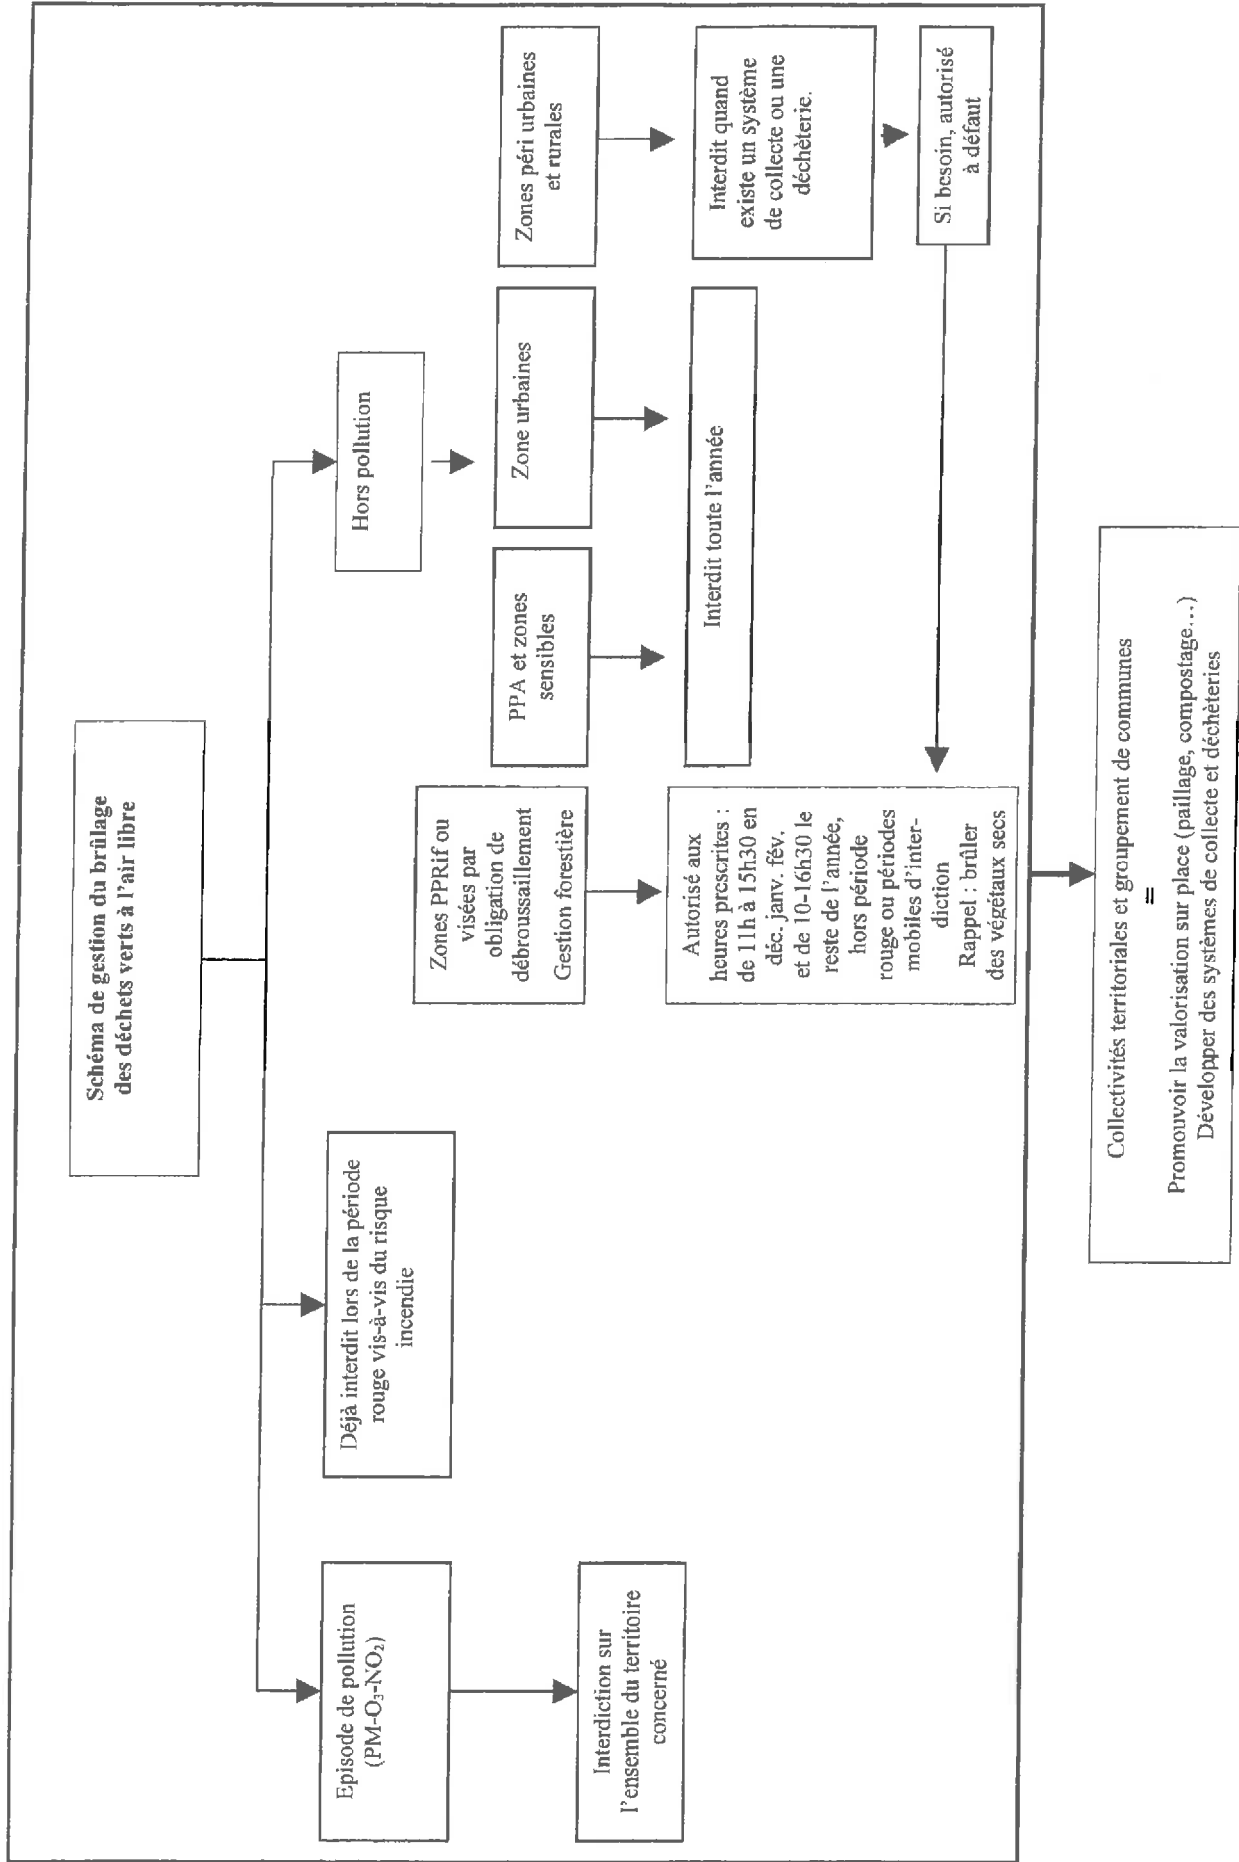 Schéma de gestion du brûlage
des déchets verts à l'air libre
Episode de pollution
(PM-O₃-NO₂)
Déjà interdit lors de la période
rouge vis-à-vis du risque
incendie
Hors pollution
Interdiction sur
l'ensemble du territoire
concerné
Zones PPRif ou
visées par
obligation de
débroussaillement
Gestion forestière
PPA et zones
sensibles
Zone urbaines
Zones péri urbaines
et rurales
Autorisé aux
heures prescrites :
de 11h à 15h30 en
déc. janv. fév.
et de 10-16h30 le
reste de l'année,
hors période
rouge ou périodes
mobiles d'inter-
diction
Rappel : brûler
des végétaux secs
Interdit toute l'année
Interdit quand
existe un système
de collecte ou une
déchèterie.
Si besoin, autorisé
à défaut
Collectivités territoriales et groupement de communes
=
Promouvoir la valorisation sur place (paillage, compostage...)
Développer des systèmes de collecte et déchèteries